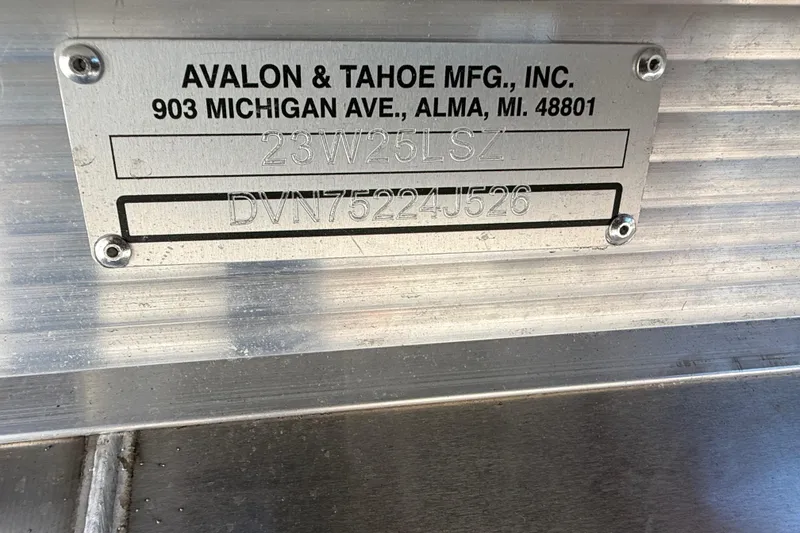 AVALON & TAHOE MFG., INC.
903 MICHIGAN AVE., ALMA, MI. 48801
23W25LSZ
DVN75224J526